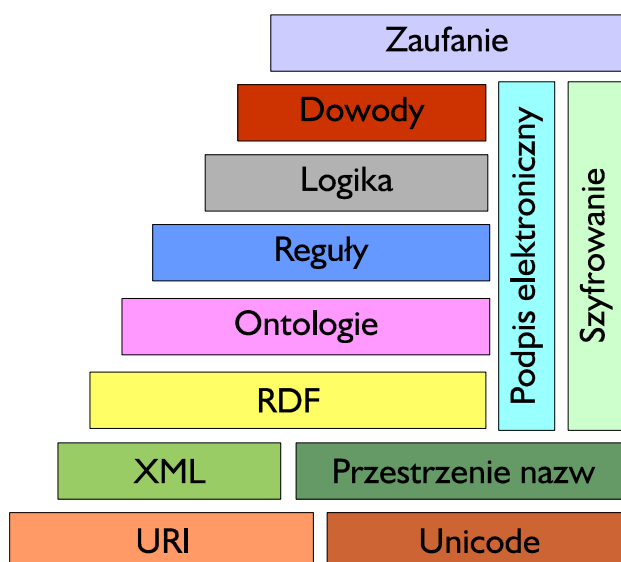 Zaufanie
Dowody
Logika
Reguły
Ontologie
RDF
Podpis elektroniczny
Szyfrowanie
XML
Przestrzenie nazw
URI
Unicode